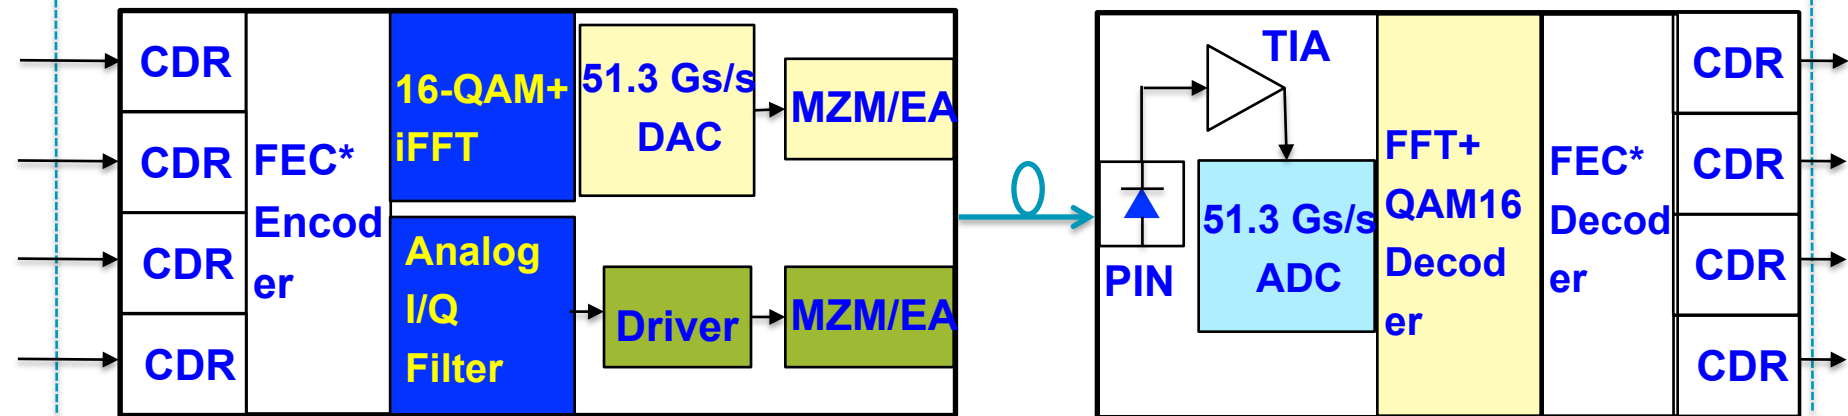 CDR
CDR
CDR
CDR
FEC*
Encod
er
16-QAM+
iFFT
51.3 Gs/s
DAC
MZM/EA
Analog
I/Q
Filter
Driver
MZM/EA
PIN
TIA
51.3 Gs/s
ADC
FFT+
QAM16
Decod
er
FEC*
Decod
er
CDR
CDR
CDR
CDR